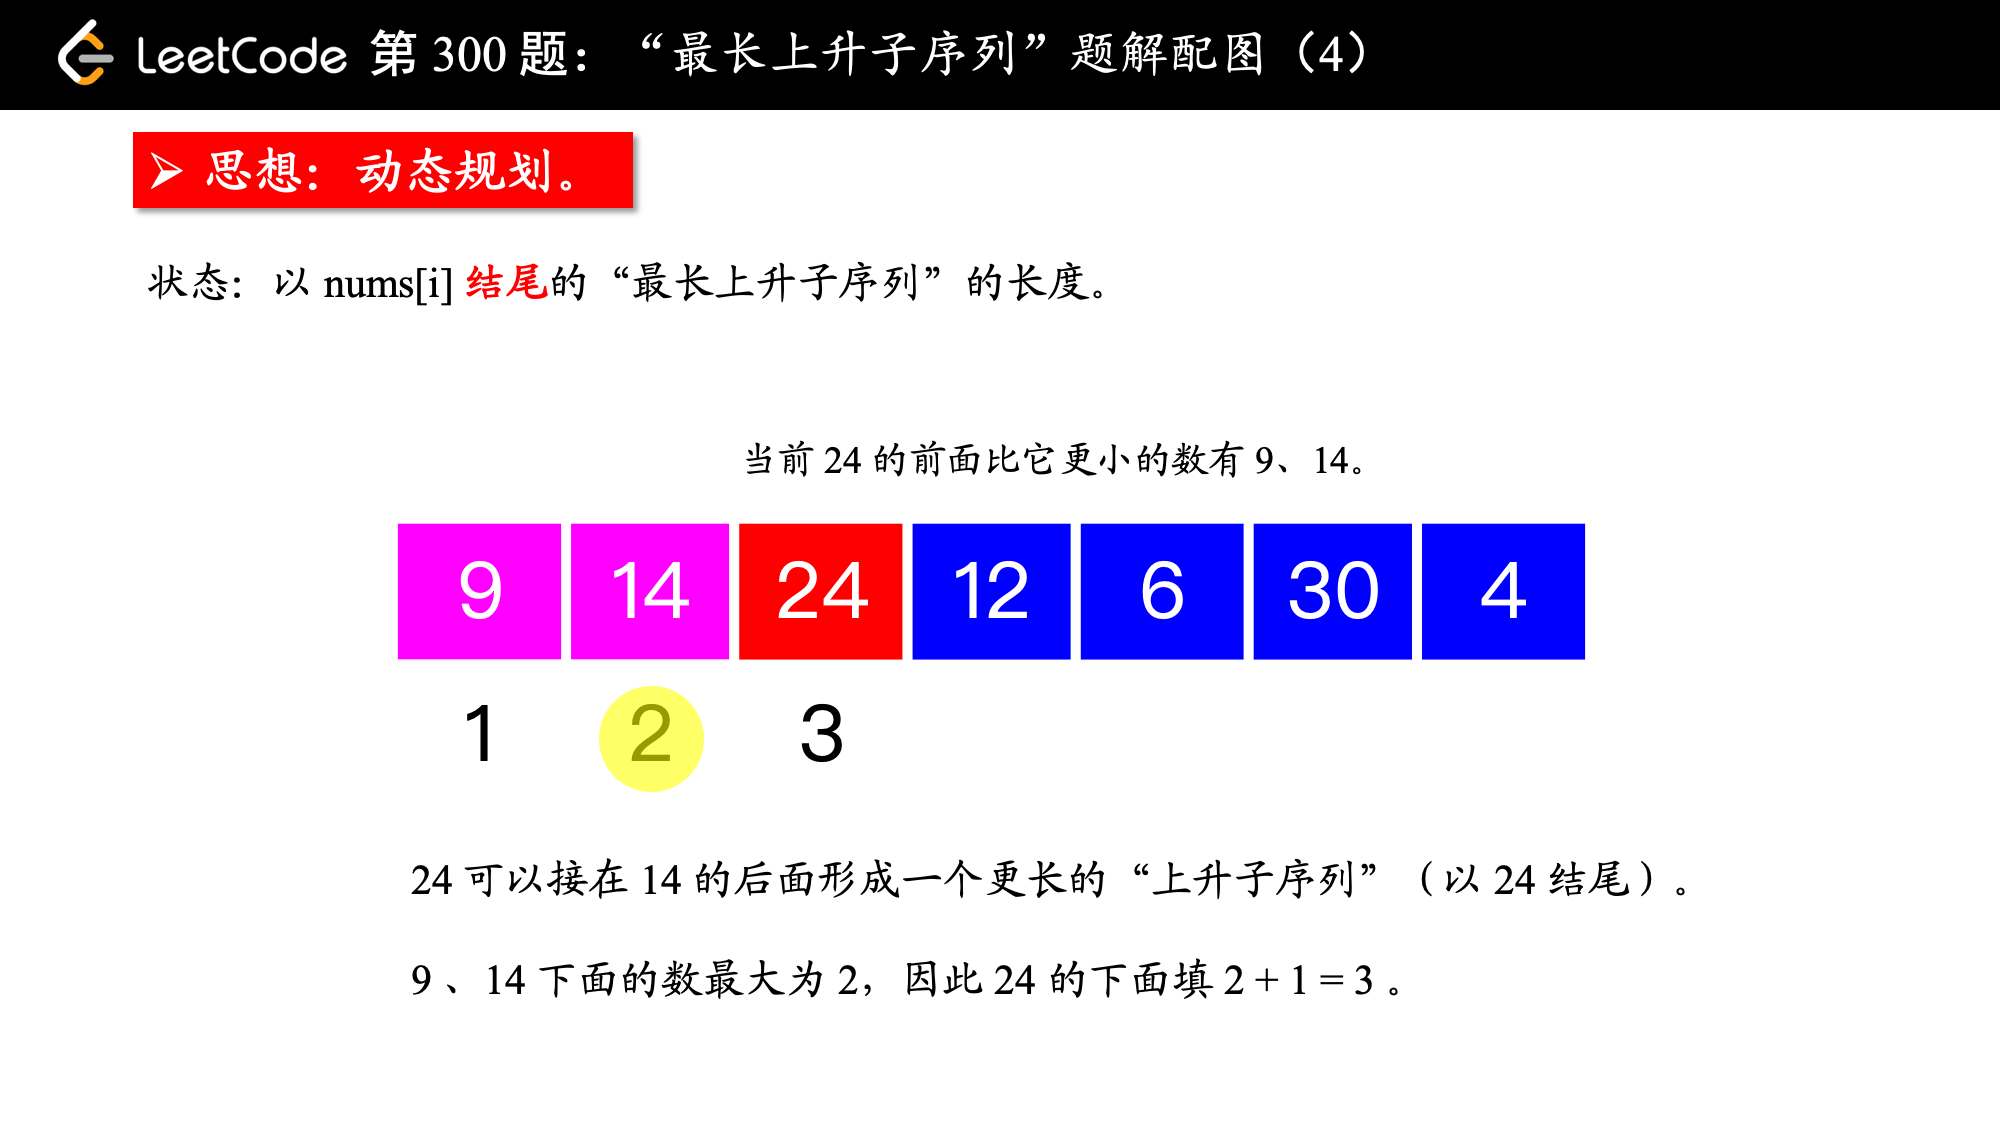 LeetCode 第 300 题：“最长上升子序列”题解配图（4）
➢ 思想：动态规划。
状态：以 nums[i] 结尾的“最长上升子序列”的长度。
当前 24 的前面比它更小的数有 9、14。
9 14 24 12 6 30 4
1 2 3
24 可以接在 14 的后面形成一个更长的“上升子序列”（以 24 结尾）。
9 、14 下面的数最大为 2，因此 24 的下面填 2 + 1 = 3 。